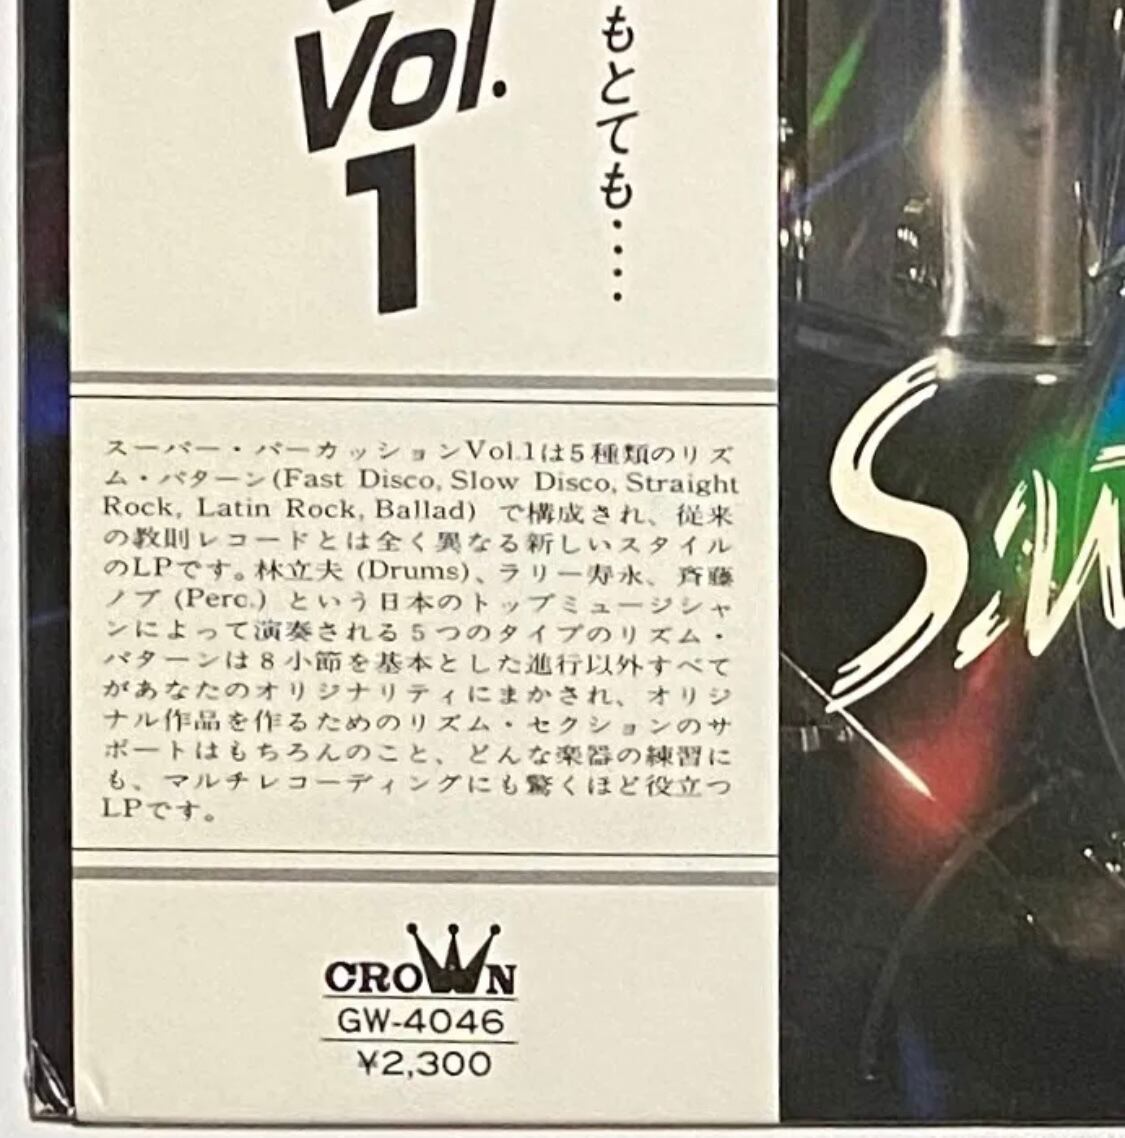 Vol.
1
もとても・・・・
スーパー・パーカッションVol.1は5種類のリズ
ム・パターン(Fast Disco, Slow Disco, Straight
Rock, Latin Rock, Ballad) で構成され、従来
の教則レコードとは全く異なる新しいスタイル
のLPです。林立夫 (Drums)、ラリー寿永、斉藤
ノブ (Perc.) という日本のトップミュージシャ
ンによって演奏される5つのタイプのリズム・
パターンは8小節を基本とした進行以外すべて
があなたのオリジナリティにまかされ、オリジ
ナル作品を作るためのリズム・セクションのサ
ポートはもちろんのこと、どんな楽器の練習に
も、マルチレコーディングにも驚くほど役立つ
LPです。
CROWN
GW-4046
¥2,300